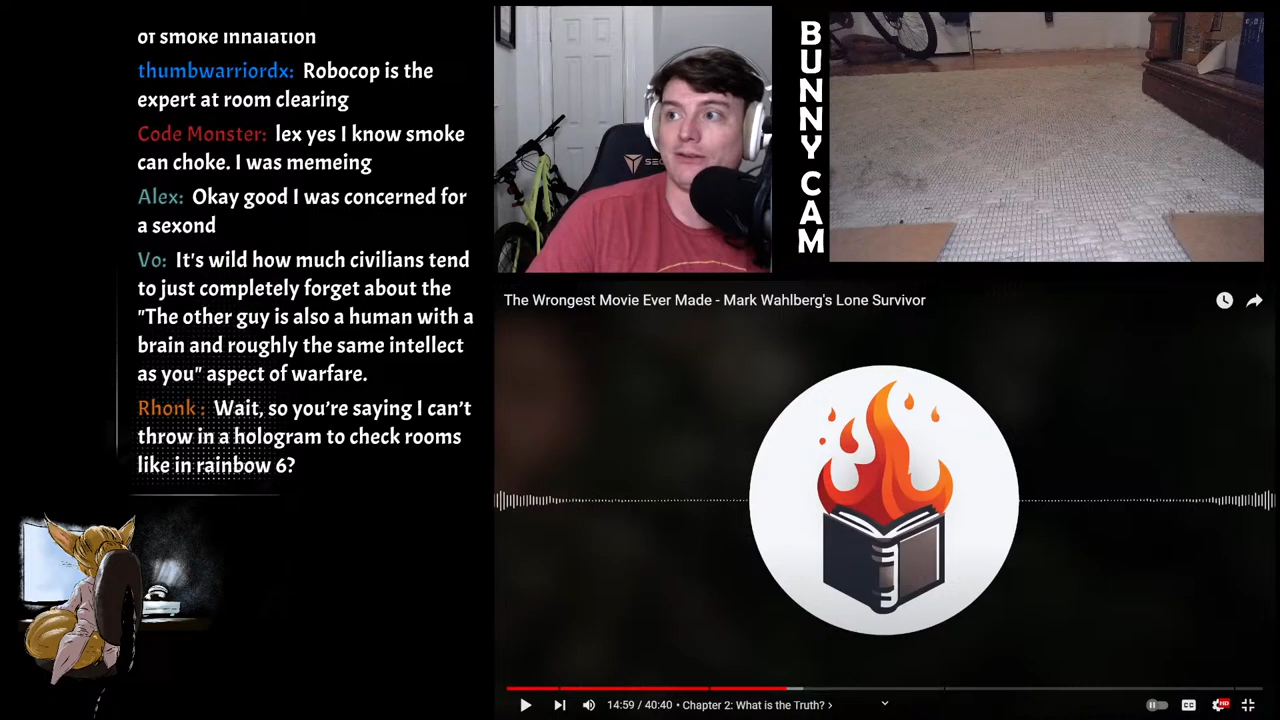 of smoke inhalation
thumbwarriordx: Robocop is the
expert at room clearing
Code Monster: lex yes I know smoke
can choke. I was memeing
Alex: Okay good I was concerned for
a sexond
Vo: It's wild how much civilians tend
to just completely forget about the
"The other guy is also a human with a
brain and roughly the same intellect
as you" aspect of warfare.
Rhonk : Wait, so you're saying I can't
throw in a hologram to check rooms
like in rainbow 6?
BUNNY CAM
The Wrongest Movie Ever Made - Mark Wahlberg's Lone Survivor
14:59 / 40:40 • Chapter 2: What is the Truth? ›
CC
HD